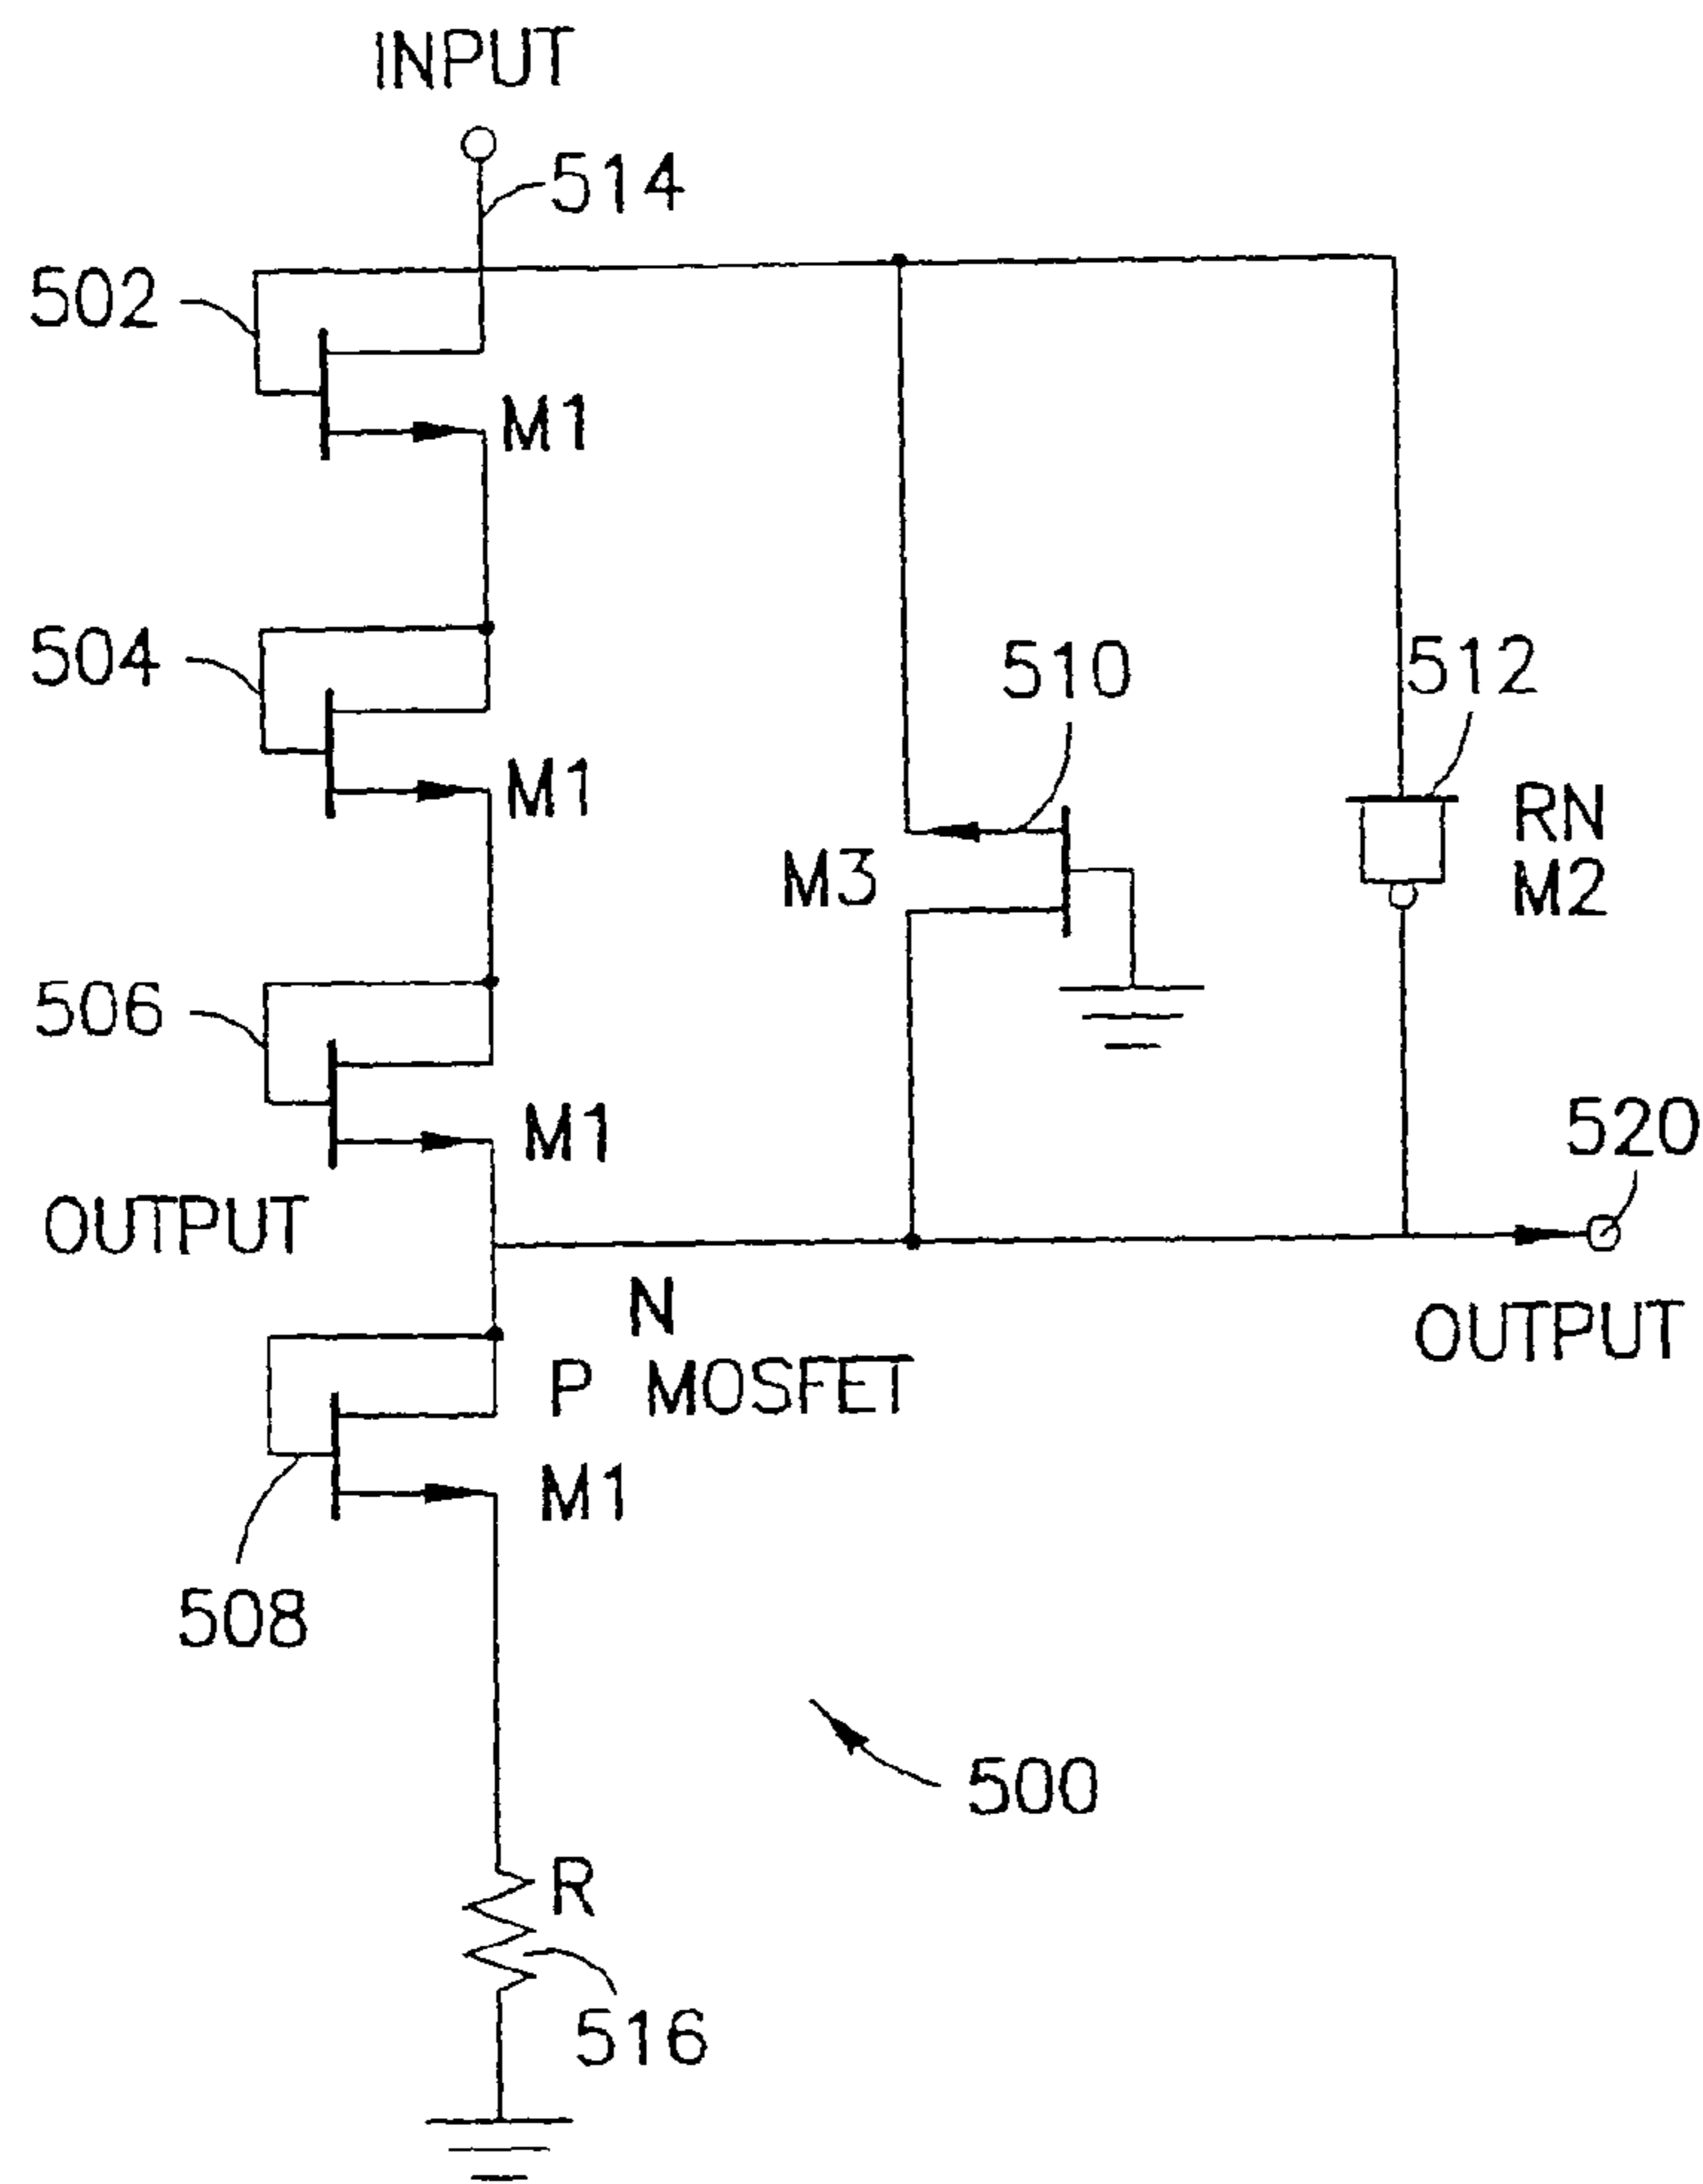 INPUT
514
502
M1
504
M1
510
512
RN
M2
M3
506
M1
520
OUTPUT
OUTPUT
N
P MOSFET
M1
508
500
R
516